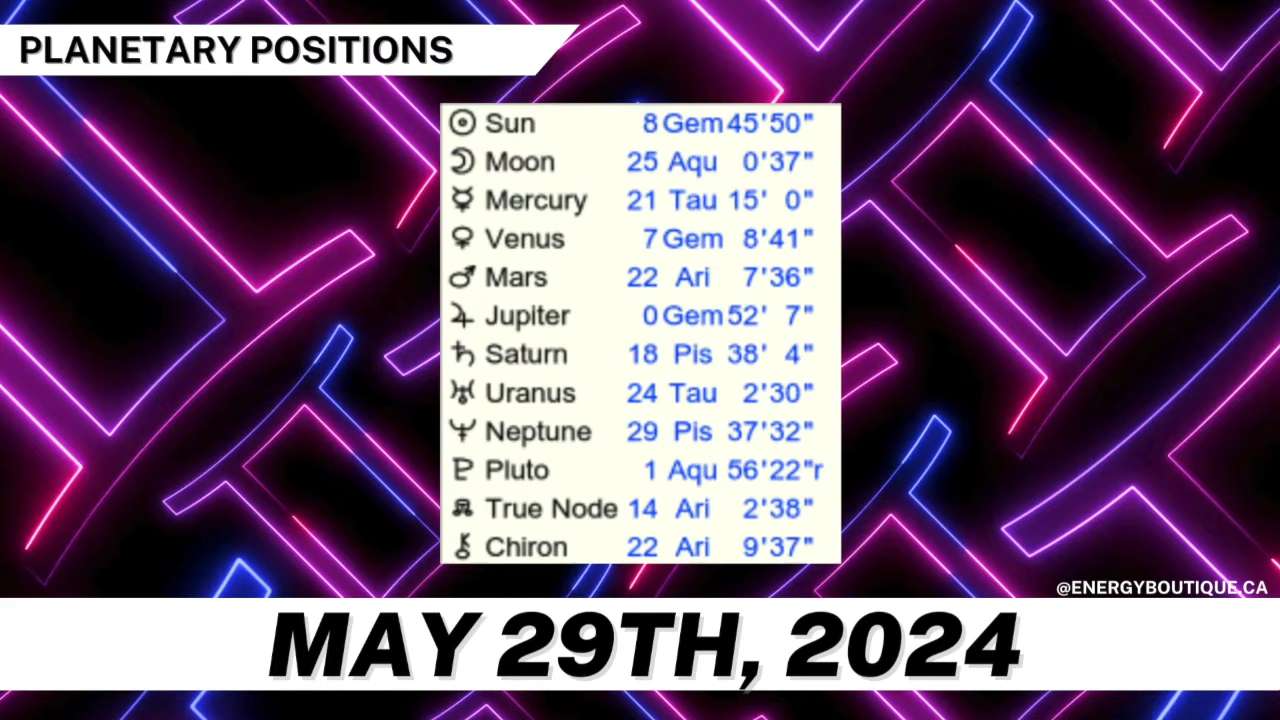 PLANETARY POSITIONS
☉ Sun 8 Gem 45'50"
☽ Moon 25 Aqu 0'37"
☿ Mercury 21 Tau 15' 0"
♀ Venus 7 Gem 8'41"
♂ Mars 22 Ari 7'36"
♃ Jupiter 0 Gem 52' 7"
♄ Saturn 18 Pis 38' 4"
♅ Uranus 24 Tau 2'30"
♆ Neptune 29 Pis 37'32"
♇ Pluto 1 Aqu 56'22"r
☊ True Node 14 Ari 2'38"
⚷ Chiron 22 Ari 9'37"
@ENERGYBOUTIQUE.CA
MAY 29TH, 2024